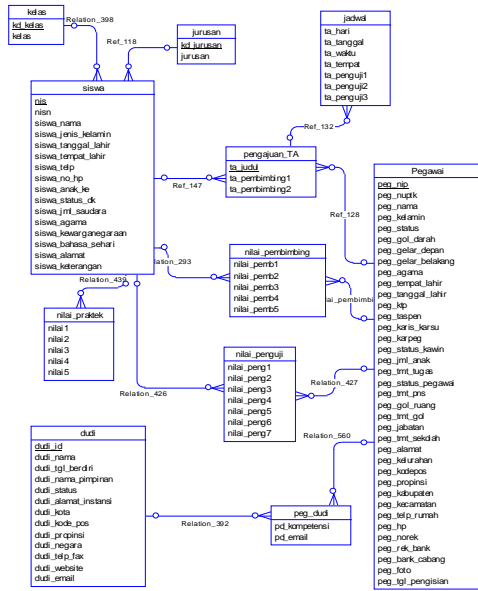 kelas
kd_kelas
kelas
Relation_398
Ref_118
jurusan
kd_jurusan
jurusan
jadwal
ta_hari
ta_tanggal
ta_waktu
ta_tempat
ta_penguji1
ta_penguji2
ta_penguji3
siswa
nis
nisn
siswa_nama
siswa_jenis_kelamin
siswa_tanggal_lahir
siswa_tempat_lahir
siswa_telp
siswa_no_hp
siswa_anak_ke
siswa_status_dk
siswa_jml_saudara
siswa_agama
siswa_kewarganegaraan
siswa_bahasa_sehari
siswa_alamat
siswa_keterangan
Ref_132
pengajuan_TA
ta_judul
ta_pembimbing1
ta_pembimbing2
Ref_147
Ref_128
Pegawai
peg_nip
peg_nuptk
peg_nama
peg_kelamin
peg_status
peg_gol_darah
peg_gelar_depan
peg_gelar_belakang
peg_agama
peg_tempat_lahir
peg_tanggal_lahir
peg_ktp
peg_taspen
peg_karis_karsu
peg_karpeg
peg_status_kawin
peg_jml_anak
peg_tmt_tugas
peg_status_pegawai
peg_tmt_pns
peg_gol_ruang
peg_tmt_gol
peg_jabatan
peg_tmt_sekolah
peg_alamat
peg_kelurahan
peg_kodepos
peg_propinsi
peg_kabupaten
peg_kecamatan
peg_telp_rumah
peg_hp
peg_norek
peg_rek_bank
peg_bank_cabang
peg_foto
peg_tgl_pengisian
nilai_pembimbing
nilai_pemb1
nilai_pemb2
nilai_pemb3
nilai_pemb4
nilai_pemb5
_293
ai_pembimbi
Relation_439
nilai_praktek
nilai1
nilai2
nilai3
nilai4
nilai5
nilai_penguji
nilai_peng1
nilai_peng2
nilai_peng3
nilai_peng4
nilai_peng5
nilai_peng6
nilai_peng7
Relation_426
Relation_427
Relation_560
dudi
dudi_id
dudi_nama
dudi_tgl_berdiri
dudi_nama_pimpinan
dudi_status
dudi_alamat_instansi
dudi_kota
dudi_kode_pos
dudi_propinsi
dudi_negara
dudi_telp_fax
dudi_website
dudi_email
Relation_392
peg_dudi
pd_kompetensi
pd_email